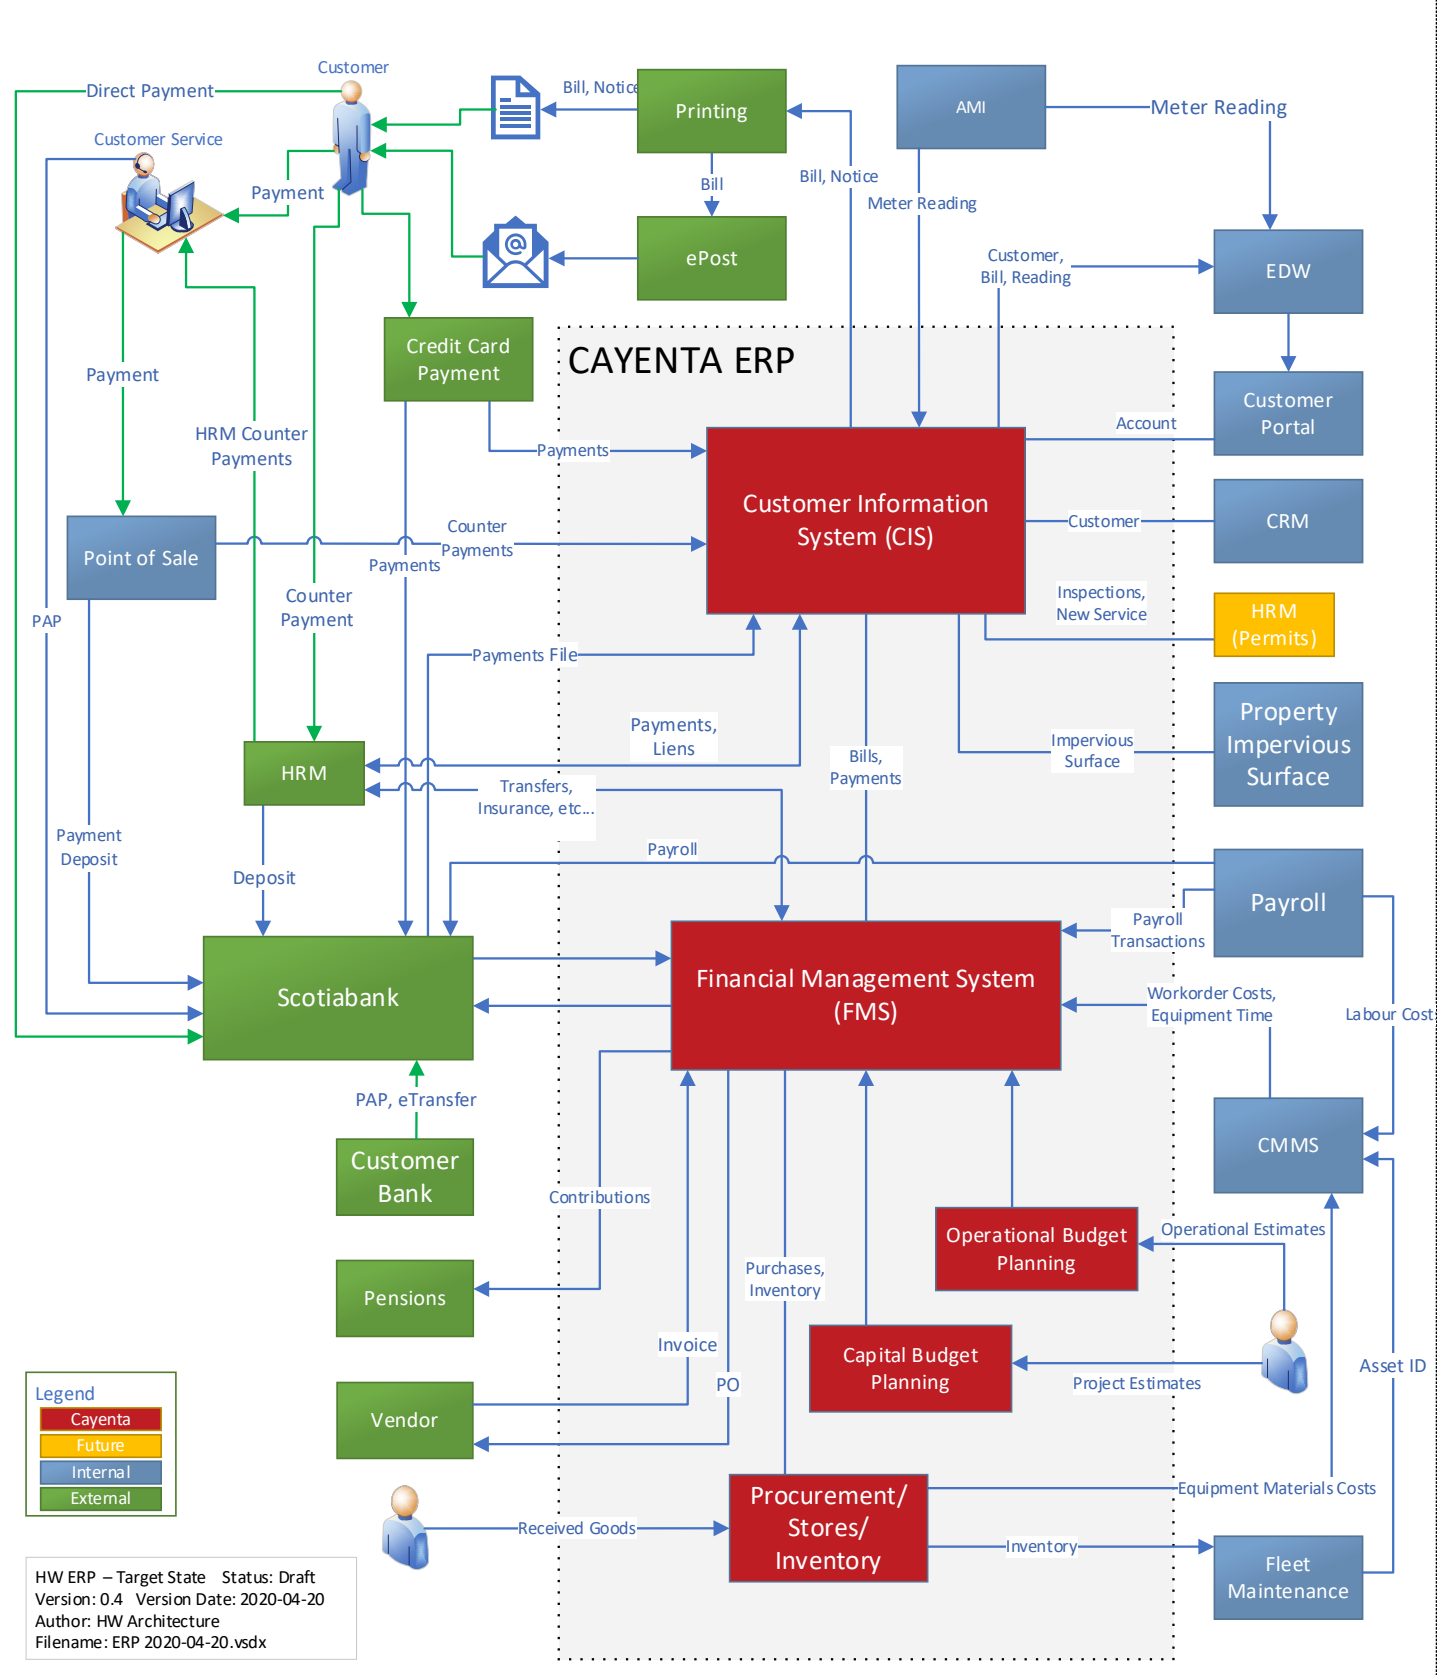 Customer
Direct Payment
Customer Service
Payment
Bill, Notice
Printing
Bill
ePost
Bill, Notice
AMI
Meter Reading
Meter Reading
Customer,
Bill, Reading
EDW
Credit Card
Payment
CAYENTA ERP
Customer
Portal
Account
Payment
HRM Counter
Payments
Payments
Customer Information
System (CIS)
Customer
CRM
Point of Sale
Counter
Payments
Payments
Counter
Payment
PAP
Inspections,
New Service
HRM
(Permits)
Payments File
Property
Impervious
Surface
Payments,
Liens
Impervious
Surface
Bills,
Payments
HRM
Transfers,
Insurance, etc...
Payment
Deposit
Payroll
Deposit
Payroll
Payroll
Transactions
Scotiabank
Financial Management System
(FMS)
Workorder Costs,
Equipment Time
Labour Cost
PAP, eTransfer
Customer
Bank
CMMS
Contributions
Operational Budget
Planning
Operational Estimates
Purchases,
Inventory
Pensions
Invoice
Capital Budget
Planning
Project Estimates
Asset ID
PO
Vendor
Legend
Cayenta
Future
Internal
External
Procurement/
Stores/
Inventory
Equipment Materials Costs
Received Goods
Inventory
Fleet
Maintenance
HW ERP – Target State Status: Draft
Version: 0.4 Version Date: 2020-04-20
Author: HW Architecture
Filename: ERP 2020-04-20.vsdx